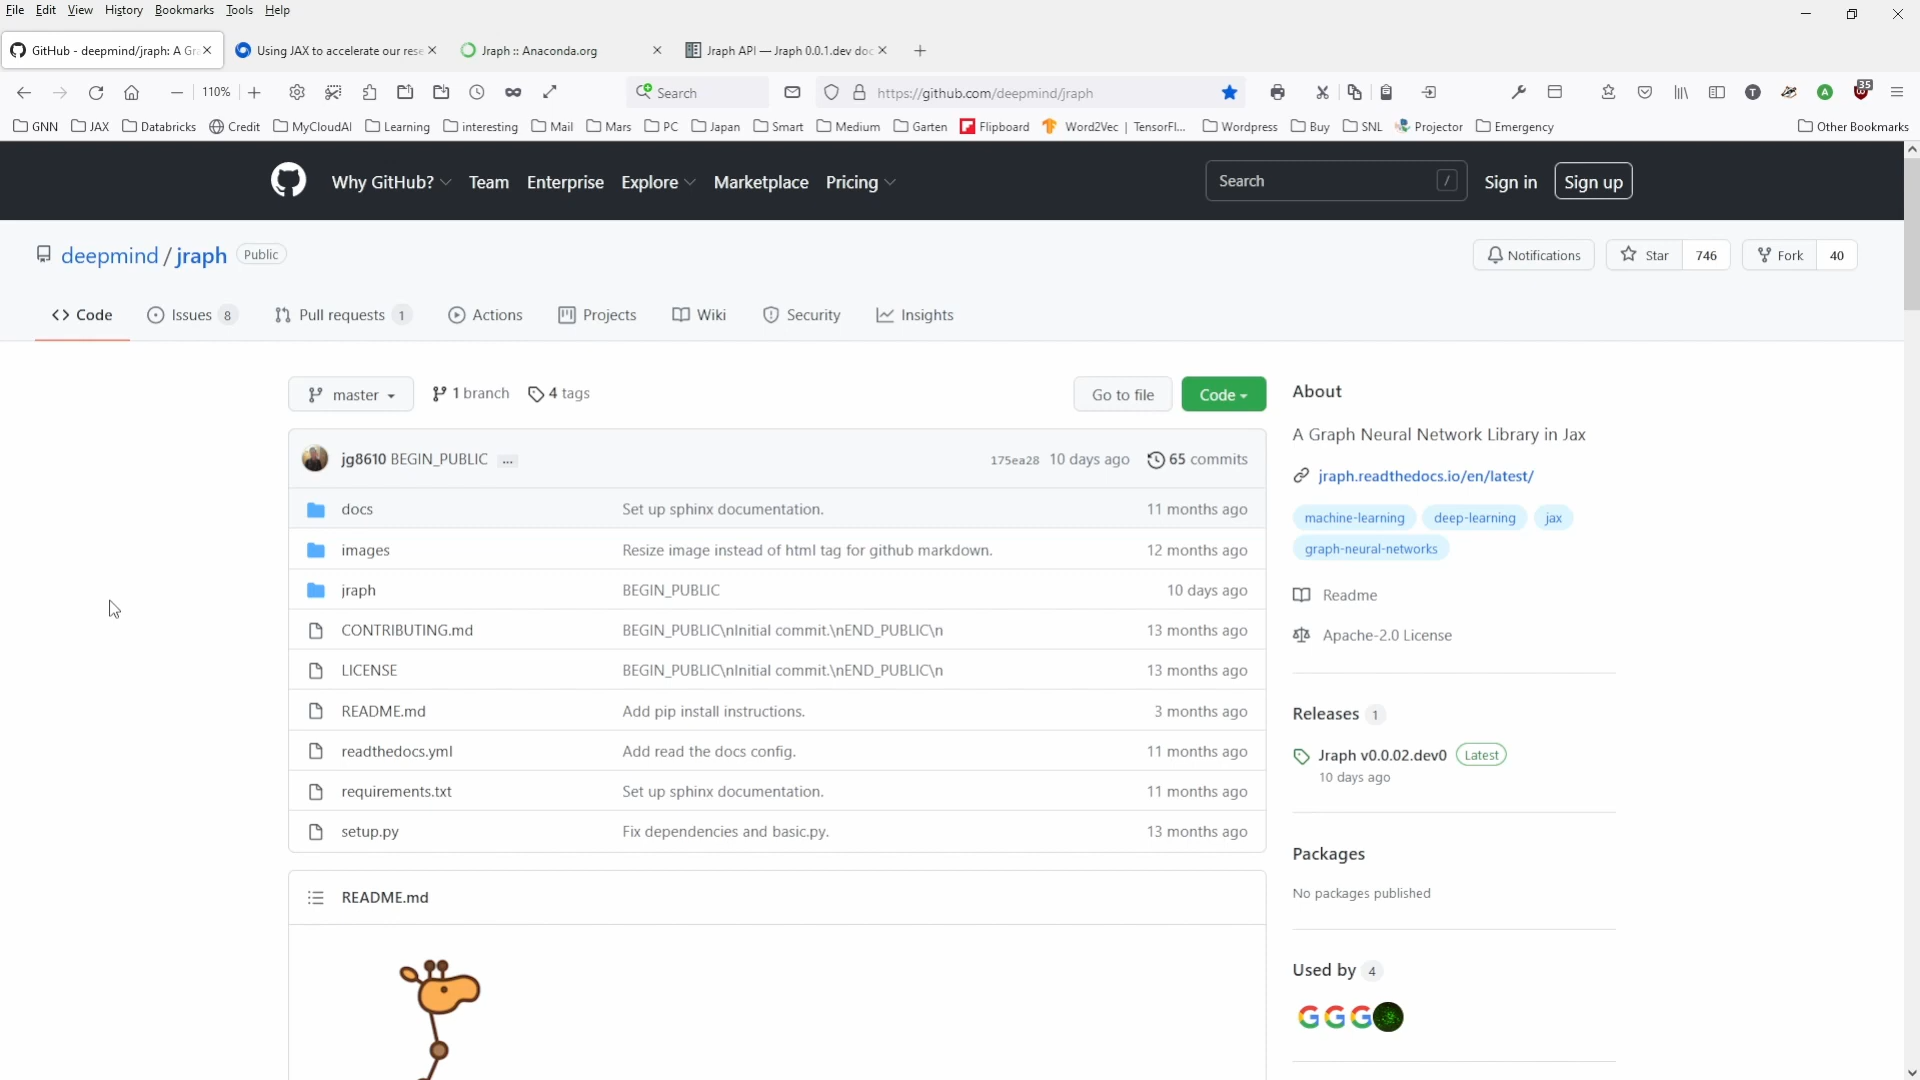 File Edit View History Bookmarks Tools Help
GitHub - deepmind/jraph: A Gra
Using JAX to accelerate our rese
Jraph :: Anaconda.org
Jraph API — Jraph 0.0.1.dev doc
110%
Search
https://github.com/deepmind/jraph
T
A
35
GNN JAX Databricks Credit MyCloudAI Learning interesting Mail Mars PC Japan Smart Medium Garten Flipboard Word2Vec | TensorFl... Wordpress Buy SNL Projector Emergency Other Bookmarks
Why GitHub? Team Enterprise Explore Marketplace Pricing Search / Sign in Sign up
deepmind / jraph Public
Notifications Star 746 Fork 40
Code Issues 8 Pull requests 1 Actions Projects Wiki Security Insights
master 1 branch 4 tags Go to file Code
jg8610 BEGIN_PUBLIC ... 175ea28 10 days ago 65 commits
docs Set up sphinx documentation. 11 months ago
images Resize image instead of html tag for github markdown. 12 months ago
jraph BEGIN_PUBLIC 10 days ago
CONTRIBUTING.md BEGIN_PUBLIC\nInitial commit.\nEND_PUBLIC\n 13 months ago
LICENSE BEGIN_PUBLIC\nInitial commit.\nEND_PUBLIC\n 13 months ago
README.md Add pip install instructions. 3 months ago
readthedocs.yml Add read the docs config. 11 months ago
requirements.txt Set up sphinx documentation. 11 months ago
setup.py Fix dependencies and basic.py. 13 months ago
README.md
About
A Graph Neural Network Library in Jax
jraph.readthedocs.io/en/latest/
machine-learning deep-learning jax
graph-neural-networks
Readme
Apache-2.0 License
Releases 1
Jraph v0.0.02.dev0 Latest
10 days ago
Packages
No packages published
Used by 4
G G G